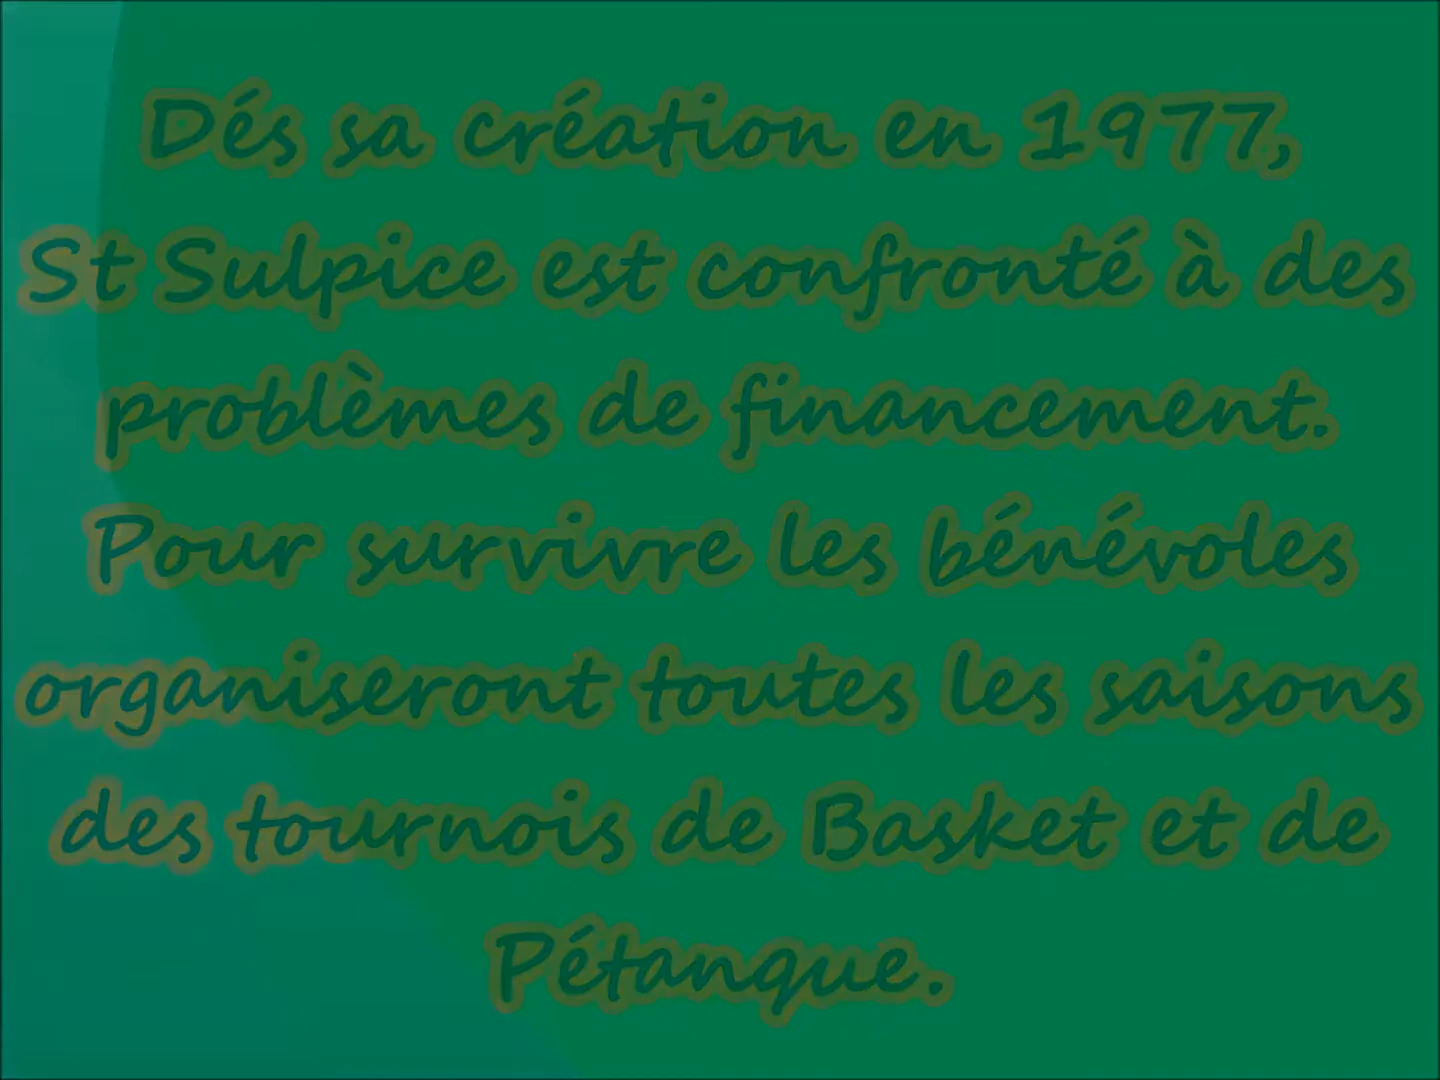 Dés sa création en 1977,
St Sulpice est confronté à des
problèmes de financement.
Pour survivre les bénévoles
organiseront toutes les saisons
des tournois de Basket et de
Pétanque.